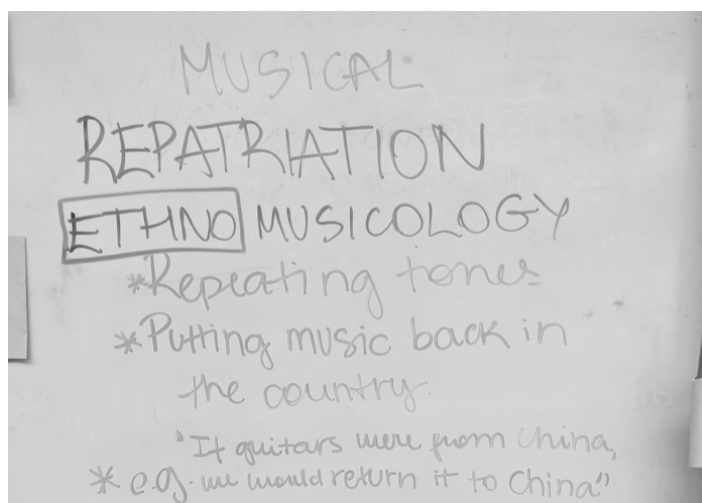 MUSICAL
REPATRIATION
ETHNO MUSICOLOGY
*Repeating tones
*Putting music back in
the country.
"If guitars were from China,
* e.g. we would return it to China"